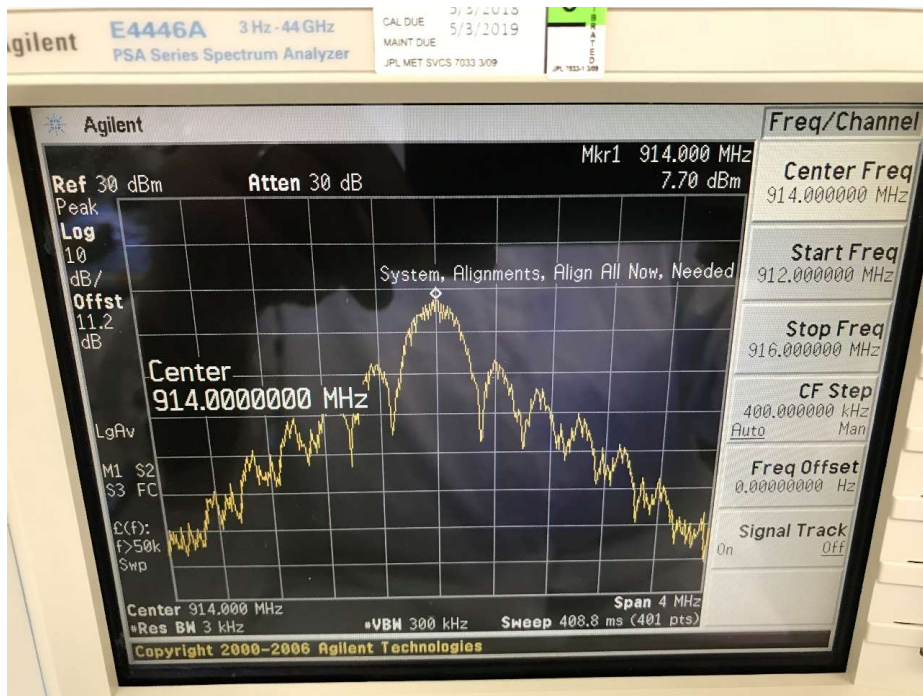 Agilent
E4446A 3 Hz - 44 GHz
PSA Series Spectrum Analyzer
CAL DUE 5/3/2019
MAINT DUE
JPL MET SVCS 7033 3/09
Agilent
Freq/Channel
Mkr1 914.000 MHz
Ref 30 dBm Atten 30 dB 7.70 dBm
Peak
Log
10
dB/
Offst
11.2
dB
System, Alignments, Align All Now, Needed
Center
914.0000000 MHz
LgAv
M1 S2
S3 FC
£(f):
f>50k
Swp
Center 914.000 MHz Span 4 MHz
*Res BW 3 kHz *VBW 300 kHz Sweep 408.8 ms (401 pts)
Copyright 2000-2006 Agilent Technologies
Center Freq
914.000000 MHz
Start Freq
912.000000 MHz
Stop Freq
916.000000 MHz
CF Step
400.000000 kHz
Auto Man
Freq Offset
0.00000000 Hz
Signal Track
On Off